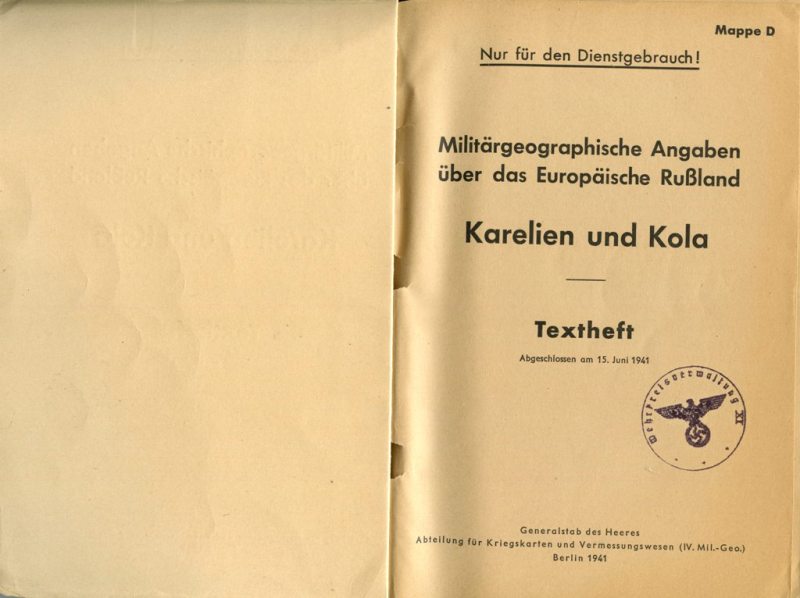 Mappe D
Nur für den Dienstgebrauch!
Militärgeographische Angaben
über das Europäische Rußland
Karelien und Kola
Textheft
Abgeschlossen am 15. Juni 1941
Wehrkreisverwaltung XI
Generalstab des Heeres
Abteilung für Kriegskarten und Vermessungswesen (IV. Mil.-Geo.)
Berlin 1941